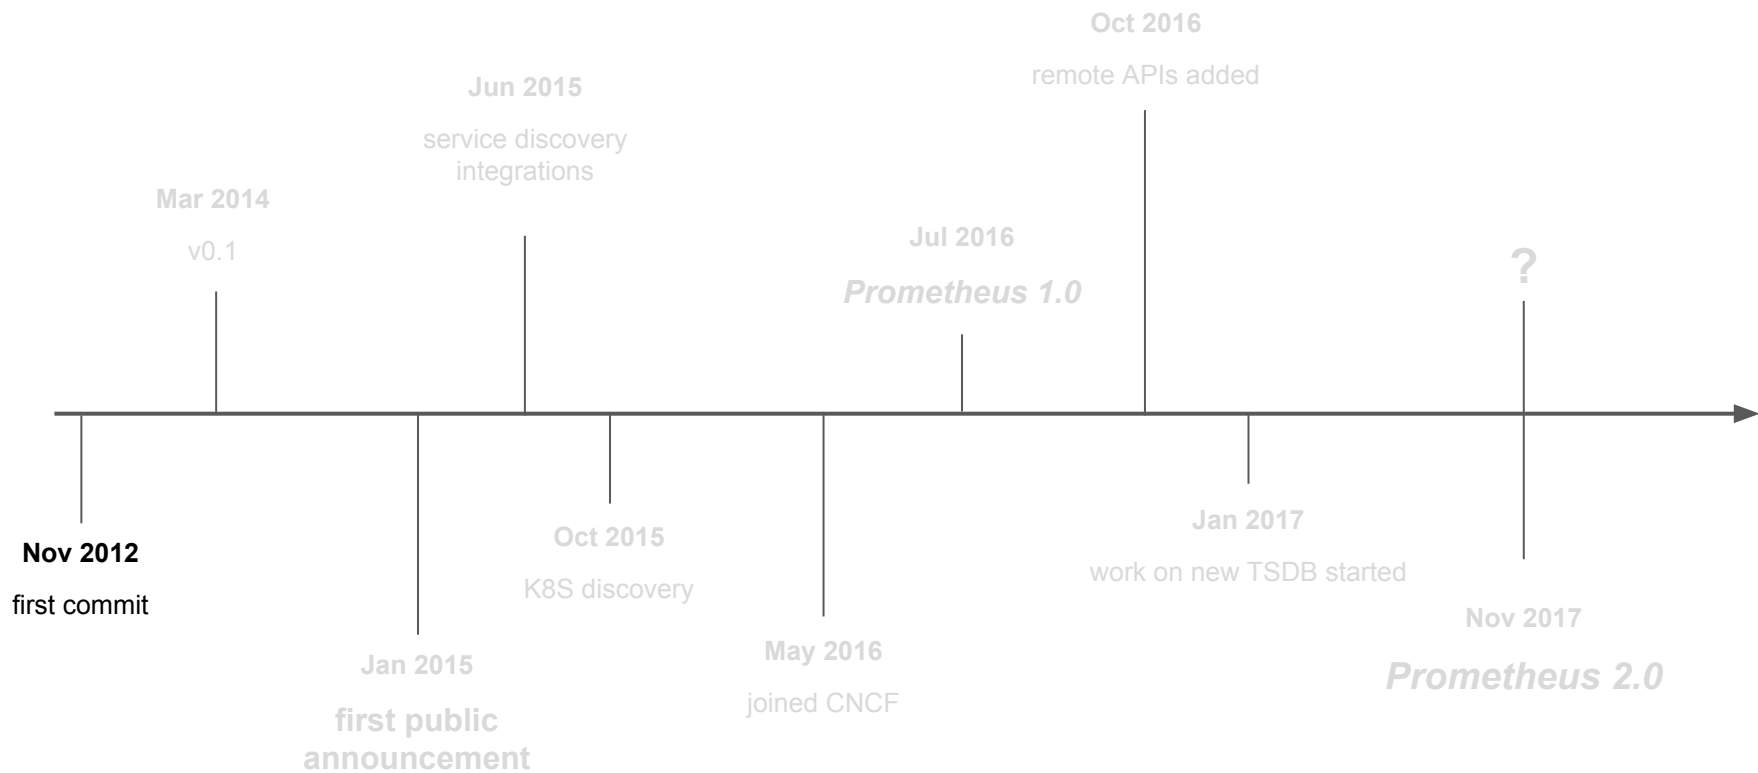 Nov 2012
first commit
Mar 2014
v0.1
Jan 2015
first public
announcement
Jun 2015
service discovery
integrations
Oct 2015
K8S discovery
May 2016
joined CNCF
Jul 2016
Prometheus 1.0
Oct 2016
remote APIs added
Jan 2017
work on new TSDB started
?
Nov 2017
Prometheus 2.0